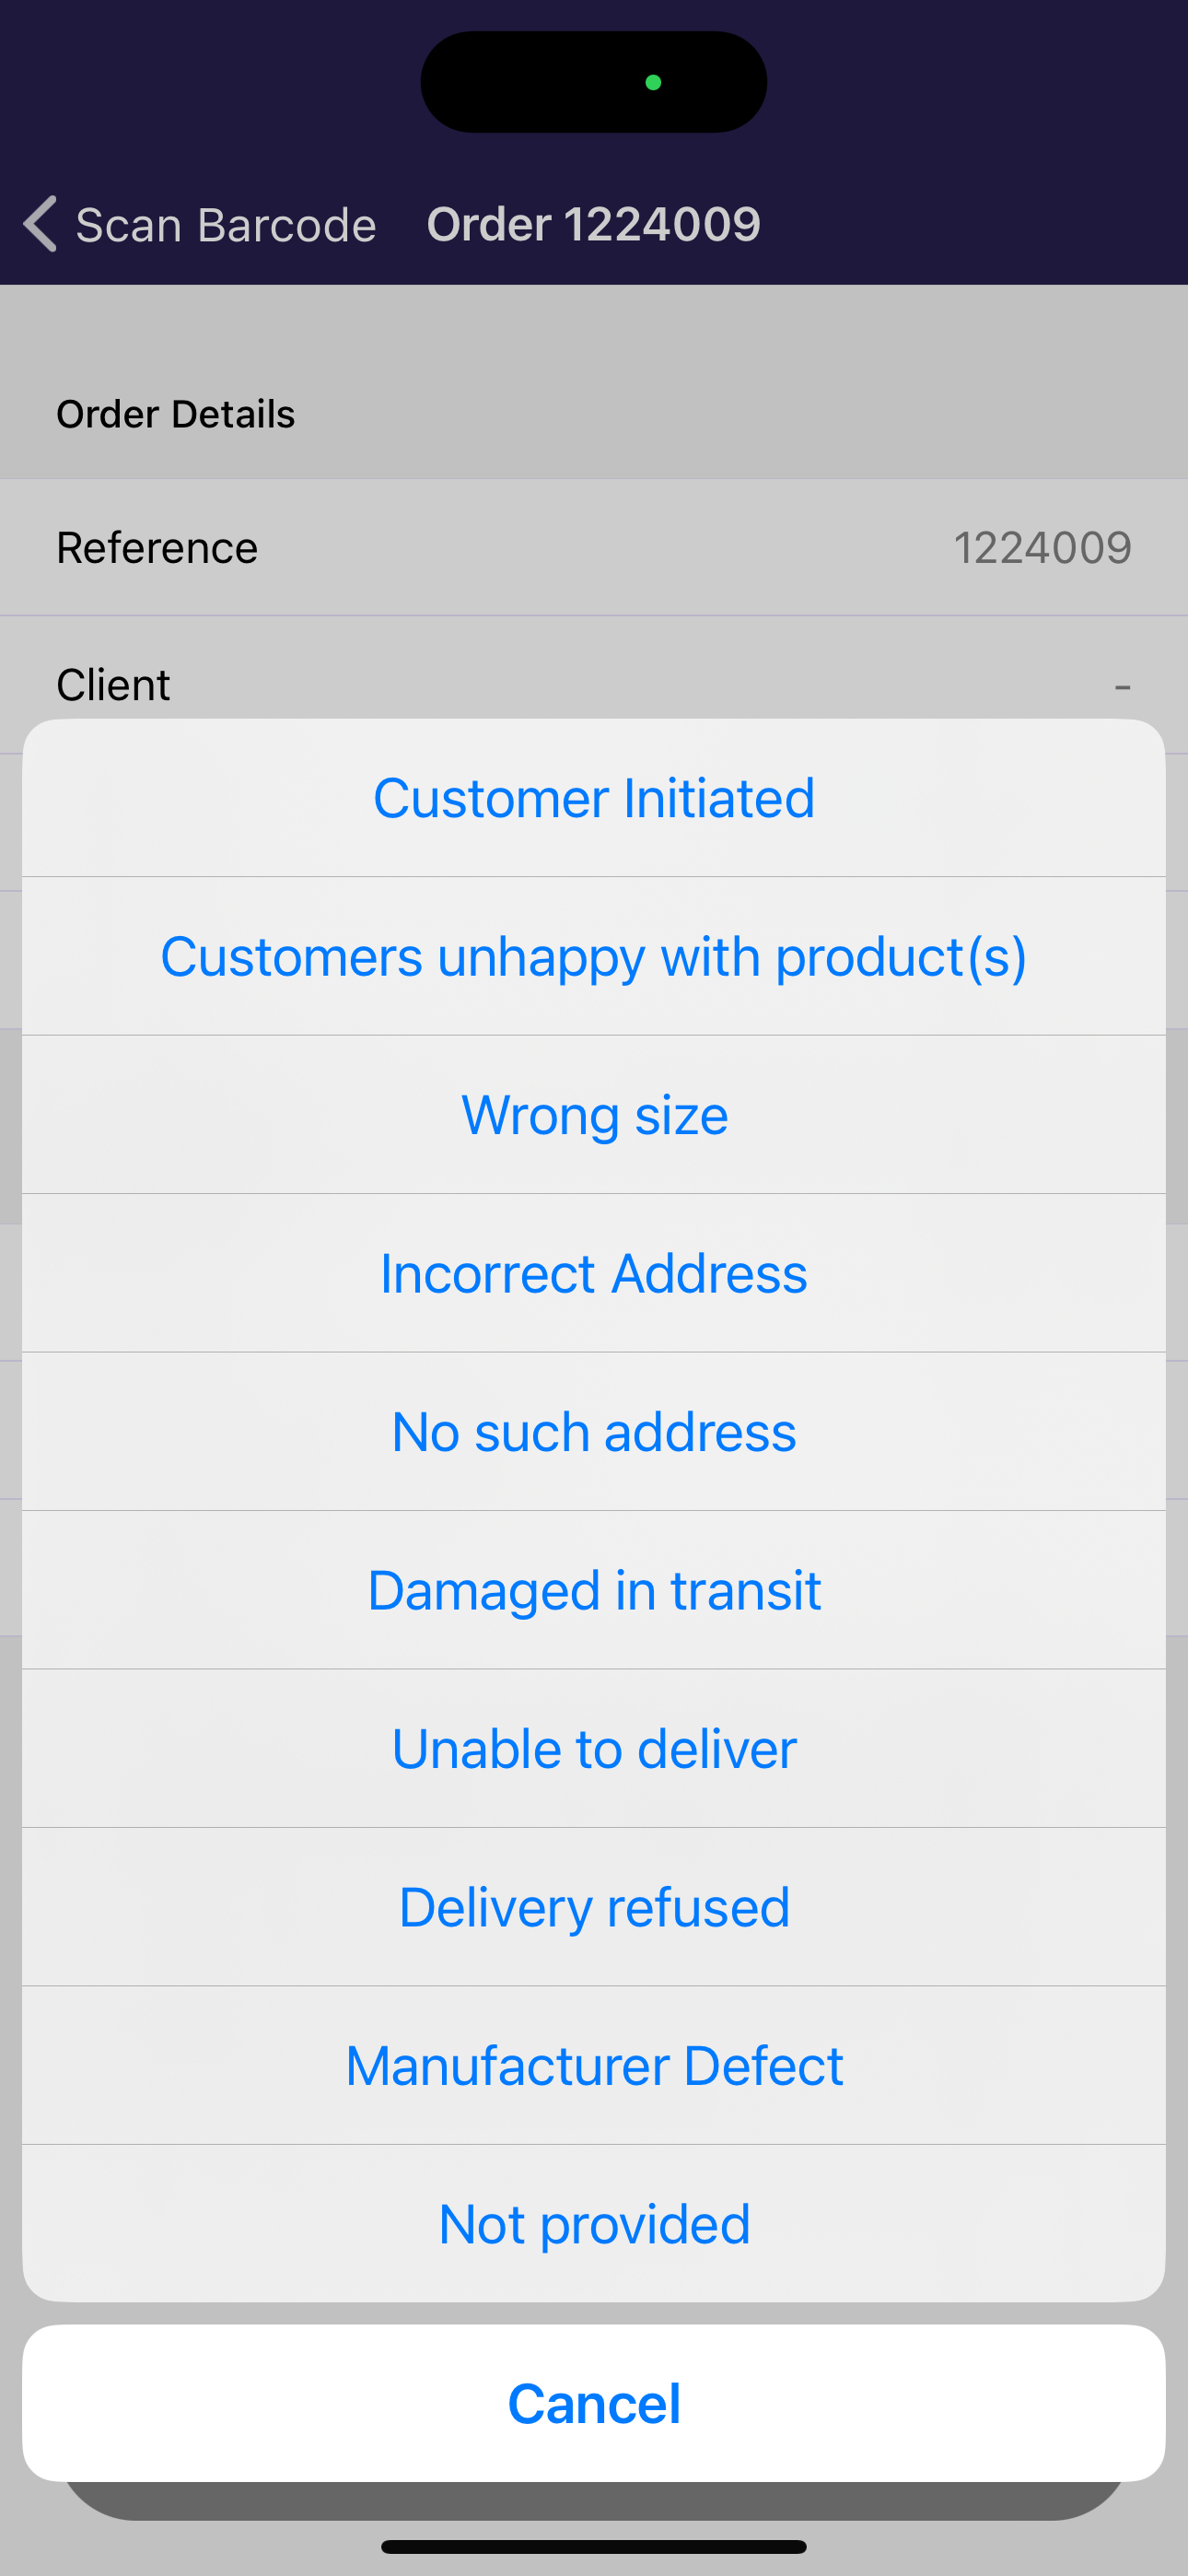 Scan Barcode Order 1224009
Order Details
Reference 1224009
Client -
Customer Initiated
Customers unhappy with product(s)
Wrong size
Incorrect Address
No such address
Damaged in transit
Unable to deliver
Delivery refused
Manufacturer Defect
Not provided
Cancel